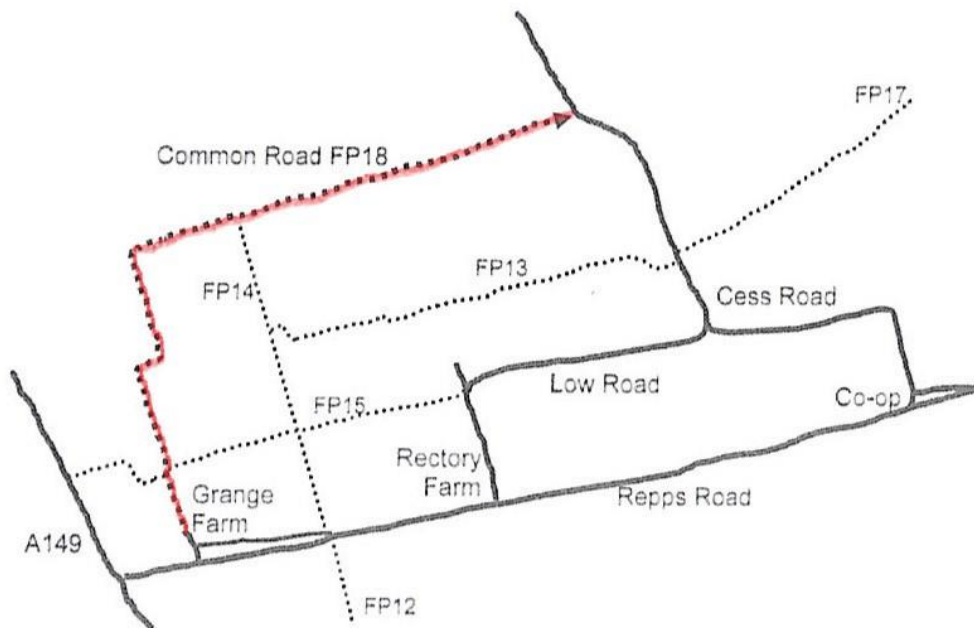 FP17
Common Road FP18
FP13
FP14
Cess Road
Low Road
FP15
Co-op
Rectory
Farm
Grange
Farm
Repps Road
A149
FP12